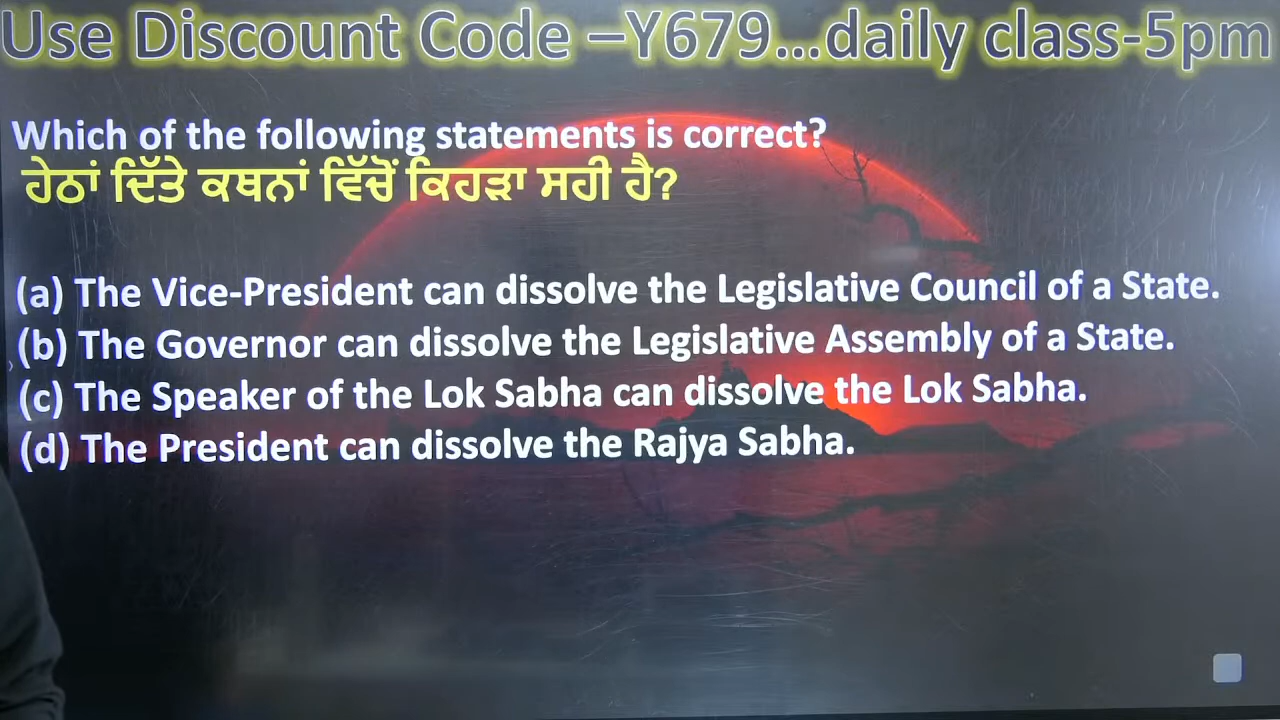 Use Discount Code –Y679...daily class-5pm
Which of the following statements is correct?
ਹੇਠਾਂ ਦਿੱਤੇ ਕਥਨਾਂ ਵਿੱਚੋਂ ਕਿਹੜਾ ਸਹੀ ਹੈ?
(a) The Vice-President can dissolve the Legislative Council of a State.
(b) The Governor can dissolve the Legislative Assembly of a State.
(c) The Speaker of the Lok Sabha can dissolve the Lok Sabha.
(d) The President can dissolve the Rajya Sabha.